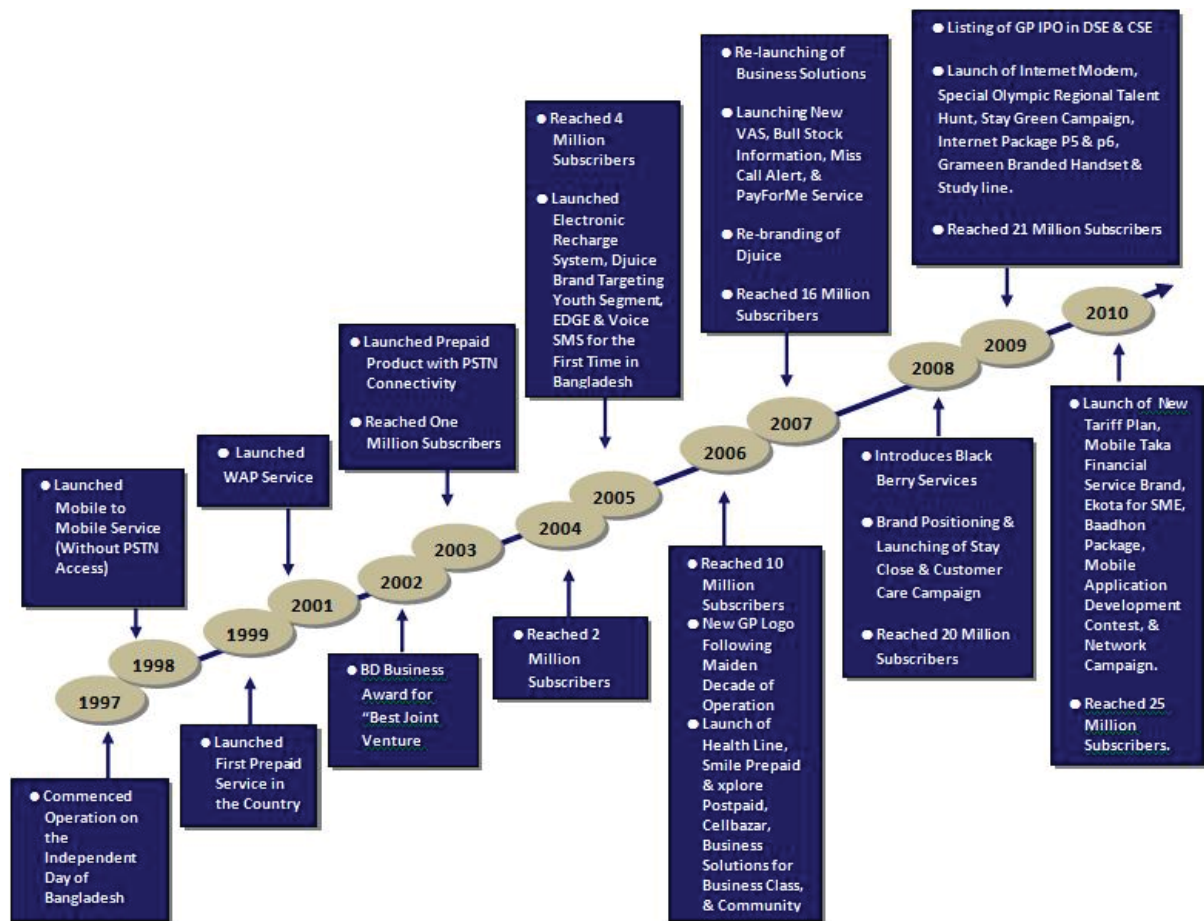 ● Listing of GP IPO in DSE & CSE
● Launch of Internet Modem,
Special Olympic Regional Talent
Hunt, Stay Green Campaign,
Internet Package P5 & p6,
Grameen Branded Handset &
Study line.
● Reached 21 Million Subscribers
● Re-launching of
Business Solutions
● Launching New
VAS, Bull Stock
Information, Miss
Call Alert, &
PayForMe Service
● Re-branding of
Djuice
● Reached 16 Million
Subscribers
● Reached 4
Million
Subscribers
● Launched
Electronic
Recharge
System, Djuice
Brand Targeting
Youth Segment,
EDGE & Voice
SMS for the
First Time in
Bangladesh
● Launched Prepaid
Product with PSTN
Connectivity
● Reached One
Million Subscribers
● Launched
WAP Service
● Launched
Mobile to
Mobile Service
(Without PSTN
Access)
1997
1998
1999
2001
2002
2003
2004
2005
2006
2007
2008
2009
2010
● Commenced
Operation on
the
Independent
Day of
Bangladesh
● Launched
First Prepaid
Service in
the Country
● BD Business
Award for
“Best Joint
Venture
● Reached 2
Million
Subscribers
● Reached 10
Million
Subscribers
● New GP Logo
Following
Maiden
Decade of
Operation
● Launch of
Health Line,
Smile Prepaid
& xplore
Postpaid,
Cellbazar,
Business
Solutions for
Business Class,
& Community
● Introduces Black
Berry Services
● Brand Positioning &
Launching of Stay
Close & Customer
Care Campaign
● Reached 20 Million
Subscribers
● Launch of New
Tariff Plan,
Mobile Taka
Financial
Service Brand,
Ekota for SME,
Baadhon
Package,
Mobile
Application
Development
Contest, &
Network
Campaign.
● Reached 25
Million
Subscribers.